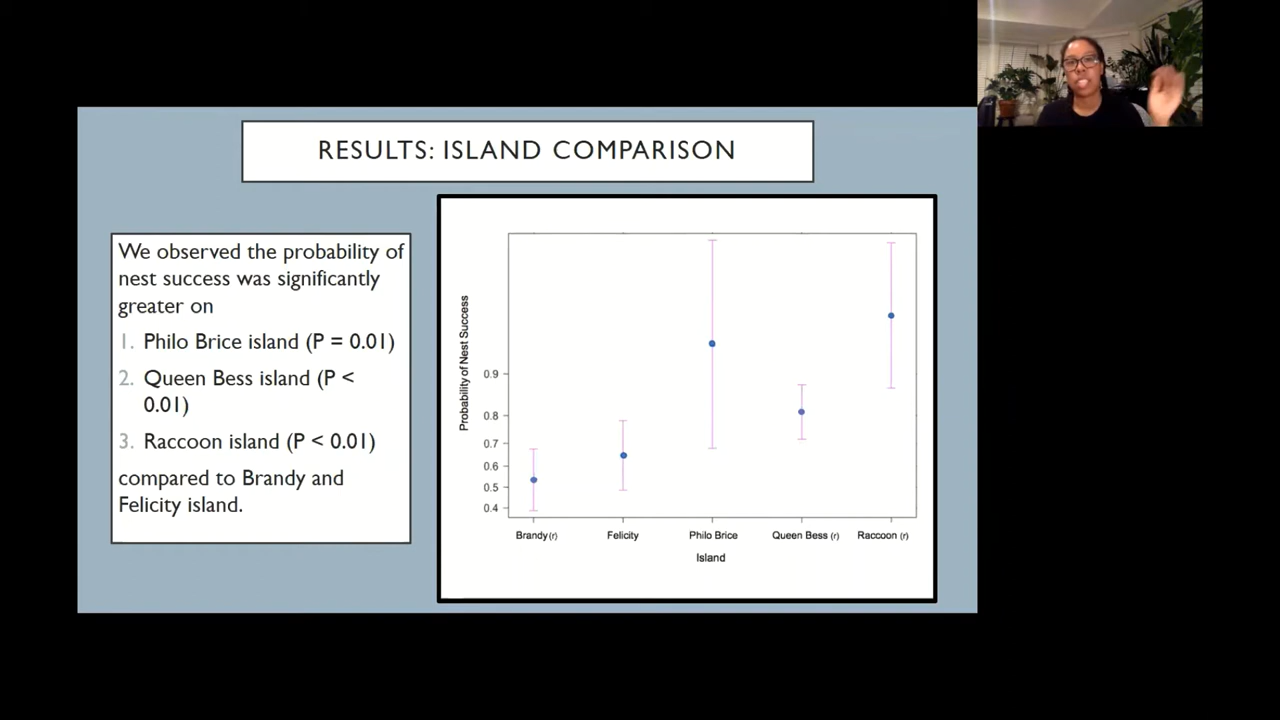 RESULTS: ISLAND COMPARISON
We observed the probability of
nest success was significantly
greater on
1. Philo Brice island (P = 0.01)
2. Queen Bess island (P <
0.01)
3. Raccoon island (P < 0.01)
compared to Brandy and
Felicity island.
Probability of Nest Success
0.9
0.8
0.7
0.6
0.5
0.4
Brandy (r) Felicity Philo Brice Queen Bess (r) Raccoon (r)
Island